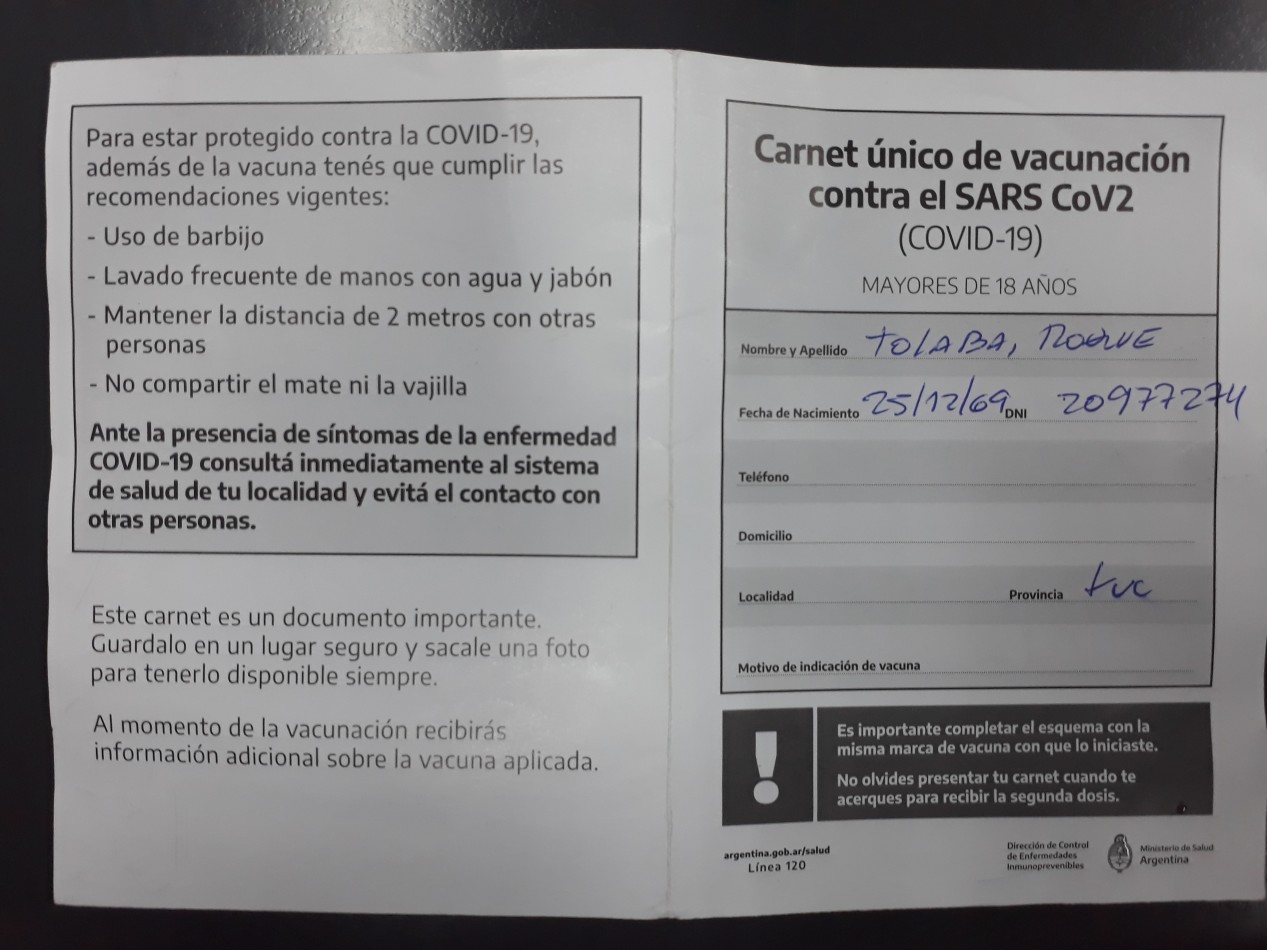 Para estar protegido contra la COVID-19,
además de la vacuna tenés que cumplir las
recomendaciones vigentes:
- Uso de barbijo
- Lavado frecuente de manos con agua y jabón
- Mantener la distancia de 2 metros con otras
personas
- No compartir el mate ni la vajilla
Ante la presencia de síntomas de la enfermedad
COVID-19 consultá inmediatamente al sistema
de salud de tu localidad y evitá el contacto con
otras personas.
Este carnet es un documento importante.
Guardalo en un lugar seguro y sacale una foto
para tenerlo disponible siempre.
Al momento de la vacunación recibirás
información adicional sobre la vacuna aplicada.
Carnet único de vacunación
contra el SARS CoV2
(COVID-19)
MAYORES DE 18 AÑOS
Nombre y Apellido TOLABA, ROQUE
Fecha de Nacimiento 25/12/69 DNI 20977274
Teléfono
Domicilio
Localidad Provincia tuc
Motivo de indicación de vacuna
Es importante completar el esquema con la
misma marca de vacuna con que lo iniciaste.
No olvides presentar tu carnet cuando te
acerques para recibir la segunda dosis.
argentina.gob.ar/salud
Línea 120
Dirección de Control
de Enfermedades
Inmunoprevenibles
Ministerio de Salud
Argentina